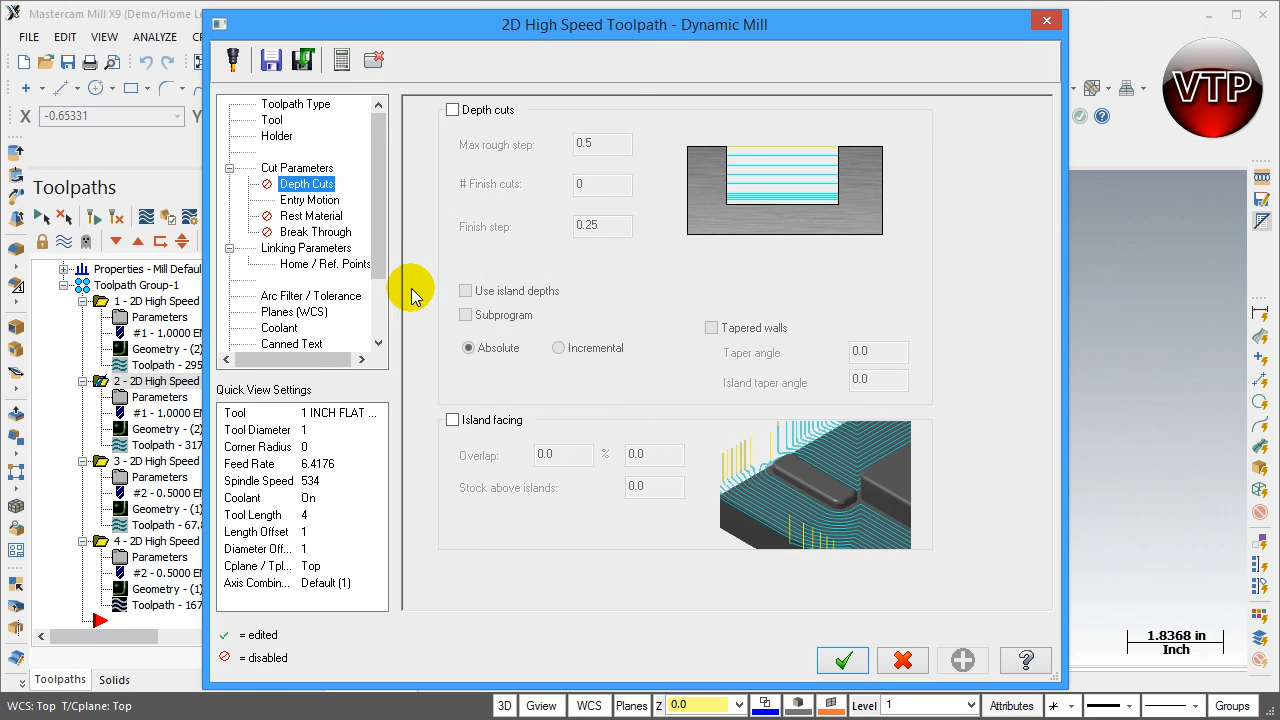 Mastercam Mill X9 (Demo/Home L
2D High Speed Toolpath - Dynamic Mill
FILE EDIT VIEW ANALYZE CR
X -0.65331
VTP
Toolpaths
Properties - Mill Defaul
Toolpath Group-1
1 - 2D High Speed
Parameters
#1 - 1.0000 EN
Geometry - (2)
Toolpath - 295
2 - 2D High Speed
Parameters
#1 - 1.0000 EN
Geometry - (2)
Toolpath - 317
3 - 2D High Speed
Parameters
#2 - 0.5000 EN
Geometry - (1)
Toolpath - 67.8
4 - 2D High Speed
Parameters
#2 - 0.5000 EN
Geometry - (1)
Toolpath - 167
Toolpaths Solids
Toolpath Type
Tool
Holder
Cut Parameters
Depth Cuts
Entry Motion
Rest Material
Break Through
Linking Parameters
Home / Ref. Points
Arc Filter / Tolerance
Planes (WCS)
Coolant
Canned Text
Quick View Settings
Tool 1 INCH FLAT ...
Tool Diameter 1
Corner Radius 0
Feed Rate 6.4176
Spindle Speed 534
Coolant On
Tool Length 4
Length Offset 1
Diameter Off... 1
Cplane / Tpl... Top
Axis Combin... Default (1)
= edited
= disabled
Depth cuts
Max rough step: 0.5
# Finish cuts: 0
Finish step: 0.25
Use island depths
Subprogram
Absolute Incremental
Tapered walls
Taper angle 0.0
Island taper angle 0.0
Island facing
Overlap: 0.0 % 0.0
Stock above islands: 0.0
1.8368 in
Inch
WCS: Top T/Cplane: Top 3D Gview WCS Planes Z 0.0 Level 1 Attributes Groups